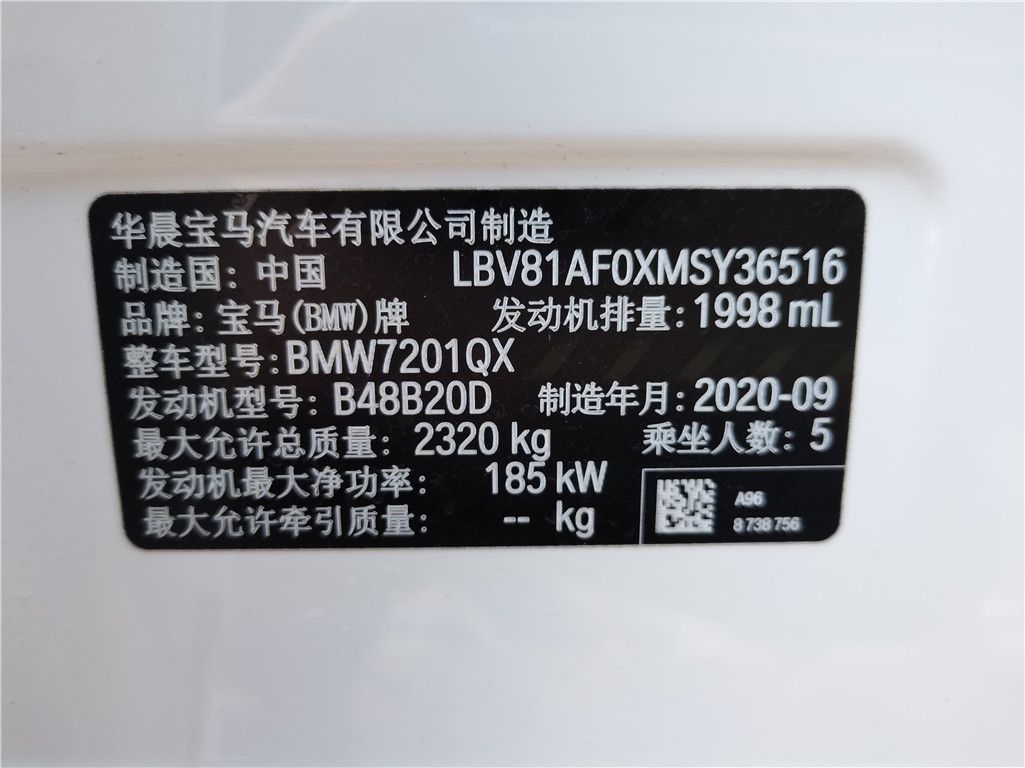 华晨宝马汽车有限公司制造
制造国：中国 LBV81AF0XMSY36516
品牌：宝马(BMW)牌 发动机排量：1998 mL
整车型号：BMW7201QX
发动机型号：B48B20D 制造年月：2020-09
最大允许总质量：2320 kg 乘坐人数：5
发动机最大净功率：185 kW
最大允许牵引质量：-- kg
A96
8 738 756